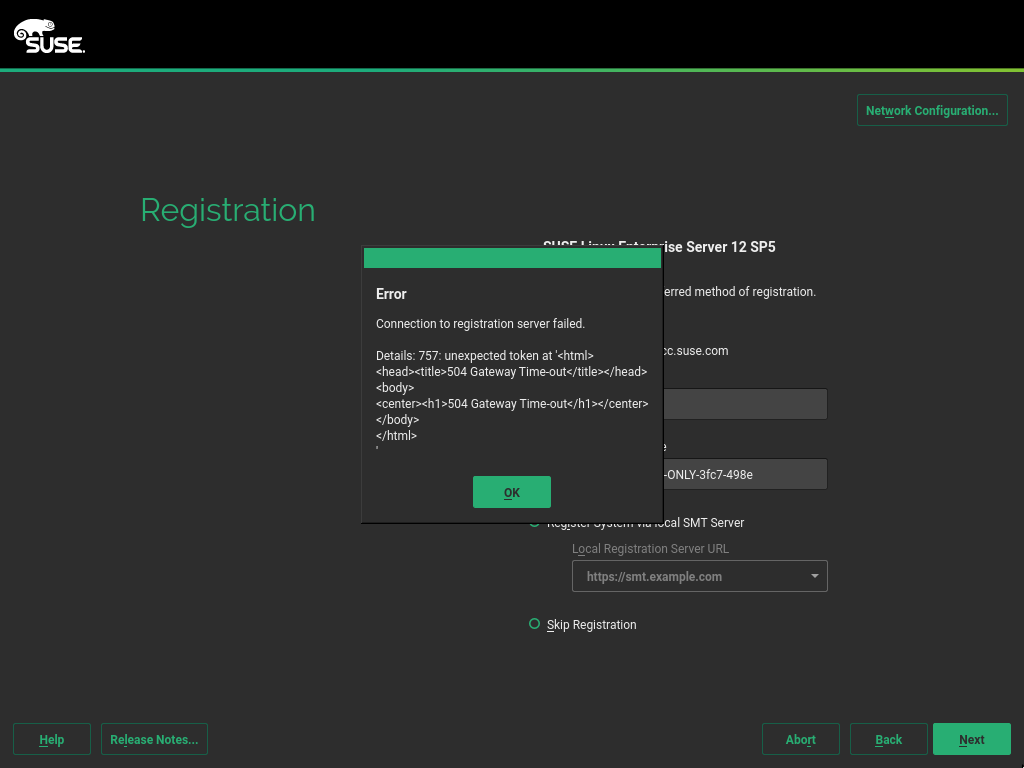 SUSE
Network Configuration...
Registration
SUSE Linux Enterprise Server 12 SP5
erred method of registration.
cc.suse.com
Error
Connection to registration server failed.
Details: 757: unexpected token at '<html>
<head><title>504 Gateway Time-out</title></head>
<body>
<center><h1>504 Gateway Time-out</h1></center>
</body>
</html>
'
OK
e
-ONLY-3fc7-498e
Register System via local SMT Server
Local Registration Server URL
https://smt.example.com
Skip Registration
Help
Release Notes...
Abort
Back
Next